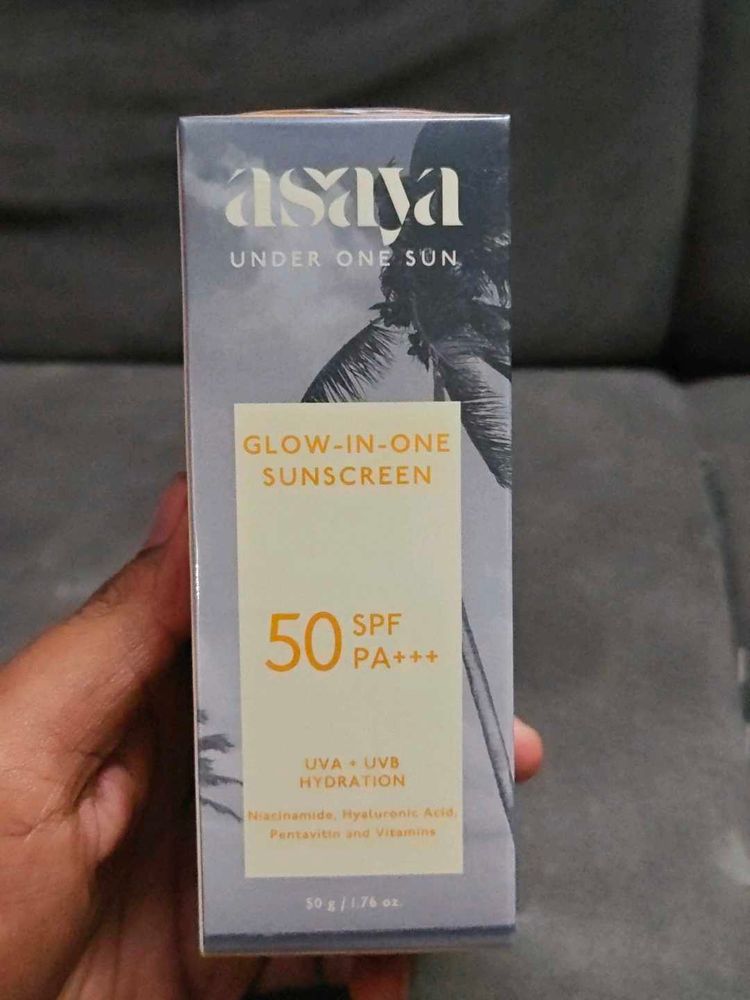 asaya
UNDER ONE SUN
GLOW-IN-ONE
SUNSCREEN
50 SPF
PA+++
UVA + UVB
HYDRATION
Niacinamide, Hyaluronic Acid,
Pentavitin and Vitamins
50 g / 1.76 oz.